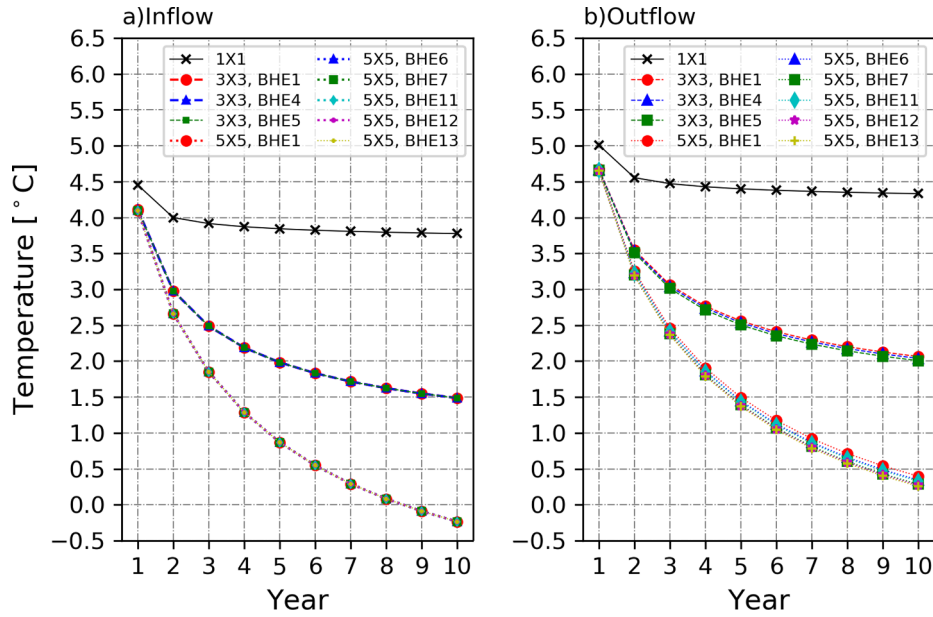 a)Inflow
6.5
6.0
5.5
5.0
4.5
4.0
3.5
3.0
2.5
2.0
1.5
1.0
0.5
0.0
−0.5
Temperature [°C]
1 2 3 4 5 6 7 8 9 10
Year
1X1
3X3, BHE1
3X3, BHE4
3X3, BHE5
5X5, BHE1
5X5, BHE6
5X5, BHE7
5X5, BHE11
5X5, BHE12
5X5, BHE13
b)Outflow
6.5
6.0
5.5
5.0
4.5
4.0
3.5
3.0
2.5
2.0
1.5
1.0
0.5
0.0
−0.5
1 2 3 4 5 6 7 8 9 10
Year
1X1
3X3, BHE1
3X3, BHE4
3X3, BHE5
5X5, BHE1
5X5, BHE6
5X5, BHE7
5X5, BHE11
5X5, BHE12
5X5, BHE13